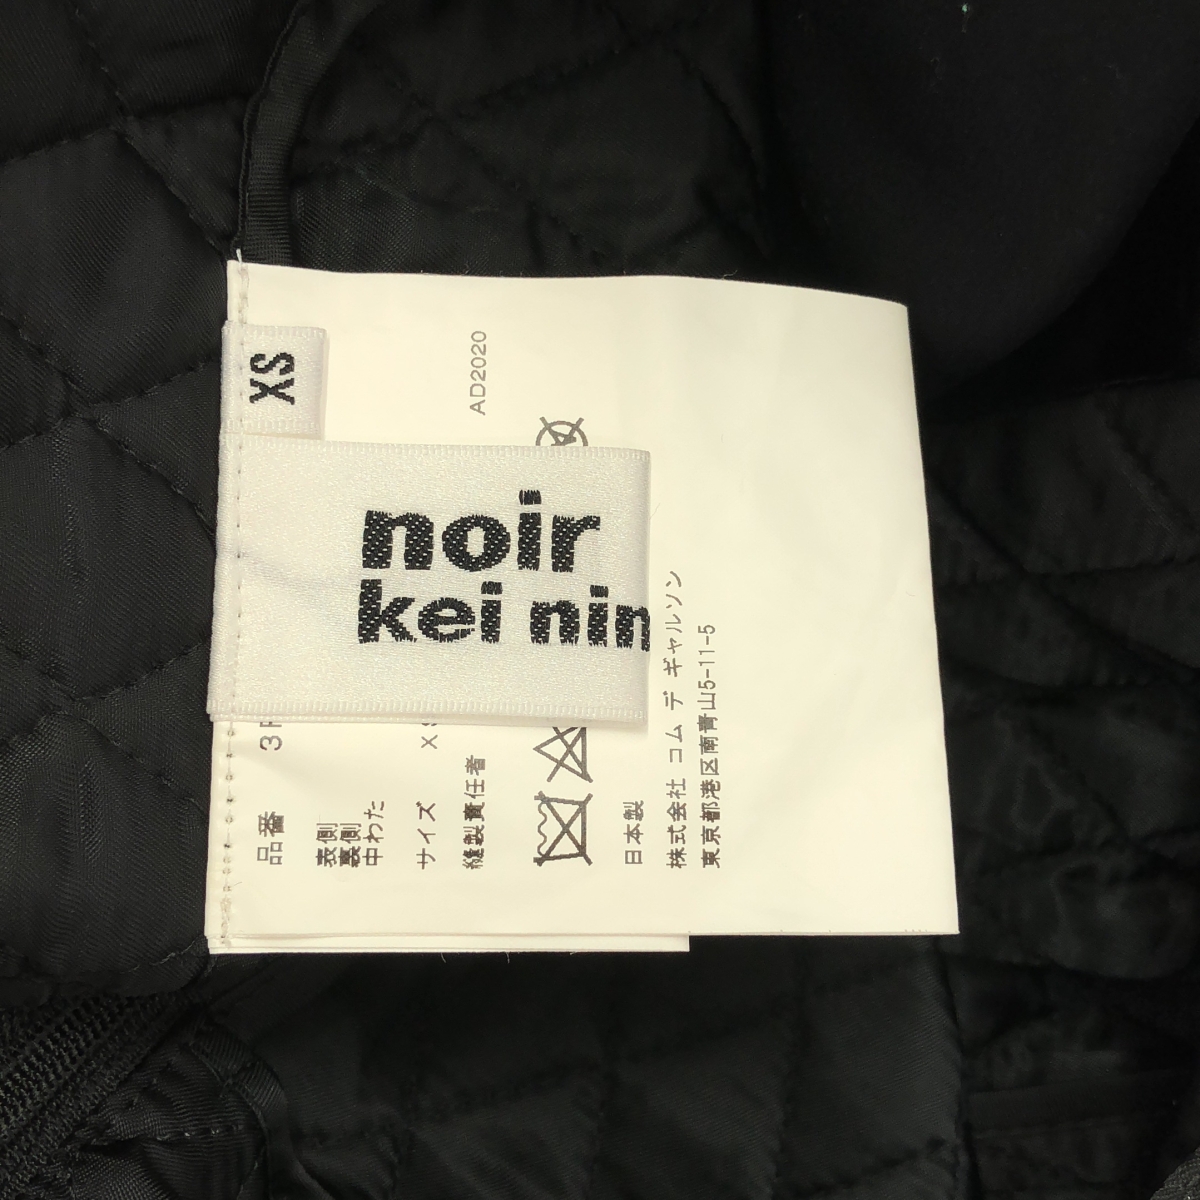 XS
noir
kei nin
AD2020
品番 3F
表側
裏側
中わた
サイズ XS
縫製責任者
日本製
株式会社 コム デ ギャルソン
東京都港区南青山5-11-5